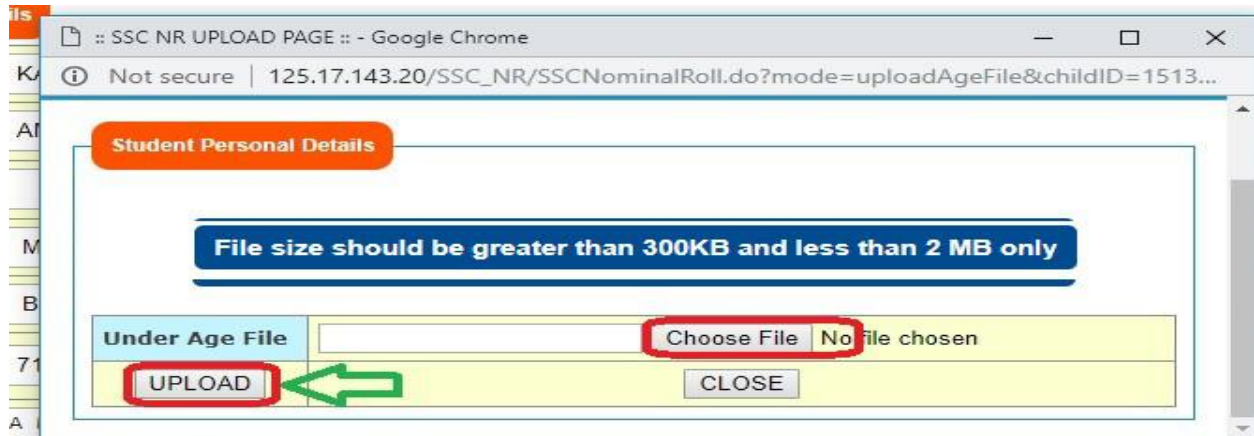 ils
:: SSC NR UPLOAD PAGE :: - Google Chrome
Not secure | 125.17.143.20/SSC_NR/SSCNominalRoll.do?mode=uploadAgeFile&childID=1513...
Student Personal Details
File size should be greater than 300KB and less than 2 MB only
Under Age File Choose File No file chosen
UPLOAD CLOSE
71
A